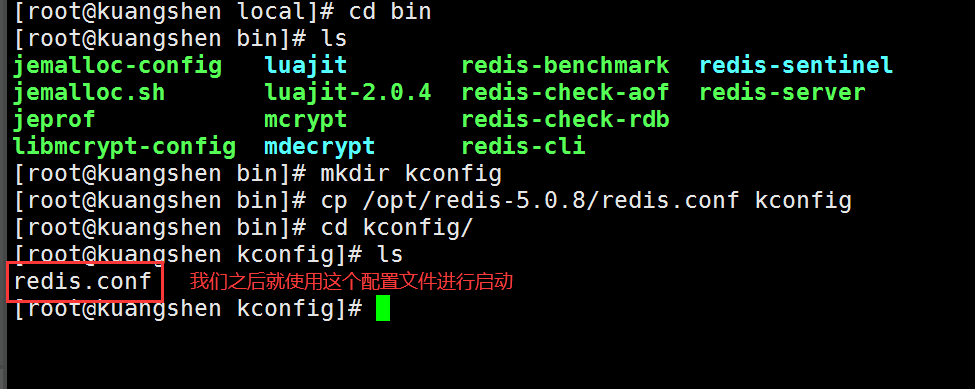 [root@kuangshen local]# cd bin
[root@kuangshen bin]# ls
jemalloc-config luajit redis-benchmark redis-sentinel
jemalloc.sh luajit-2.0.4 redis-check-aof redis-server
jeprof mcrypt redis-check-rdb
libmcrypt-config mdecrypt redis-cli
[root@kuangshen bin]# mkdir kconfig
[root@kuangshen bin]# cp /opt/redis-5.0.8/redis.conf kconfig
[root@kuangshen bin]# cd kconfig/
[root@kuangshen kconfig]# ls
redis.conf 我们之后就使用这个配置文件进行启动
[root@kuangshen kconfig]#